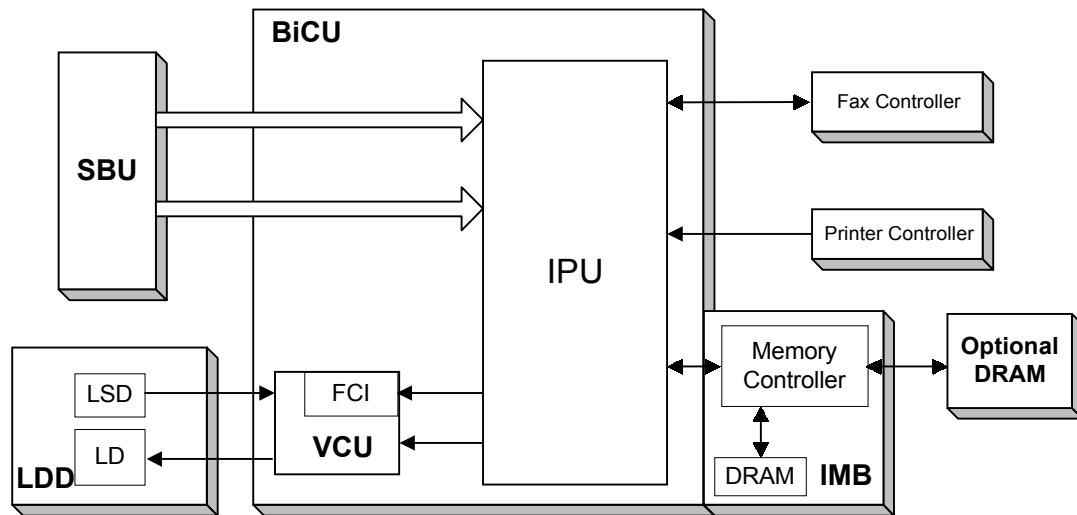 BiCU
SBU
IPU
Fax Controller
Printer Controller
LSD
LD
LDD
FCI
VCU
Memory
Controller
DRAM
IMB
Optional
DRAM